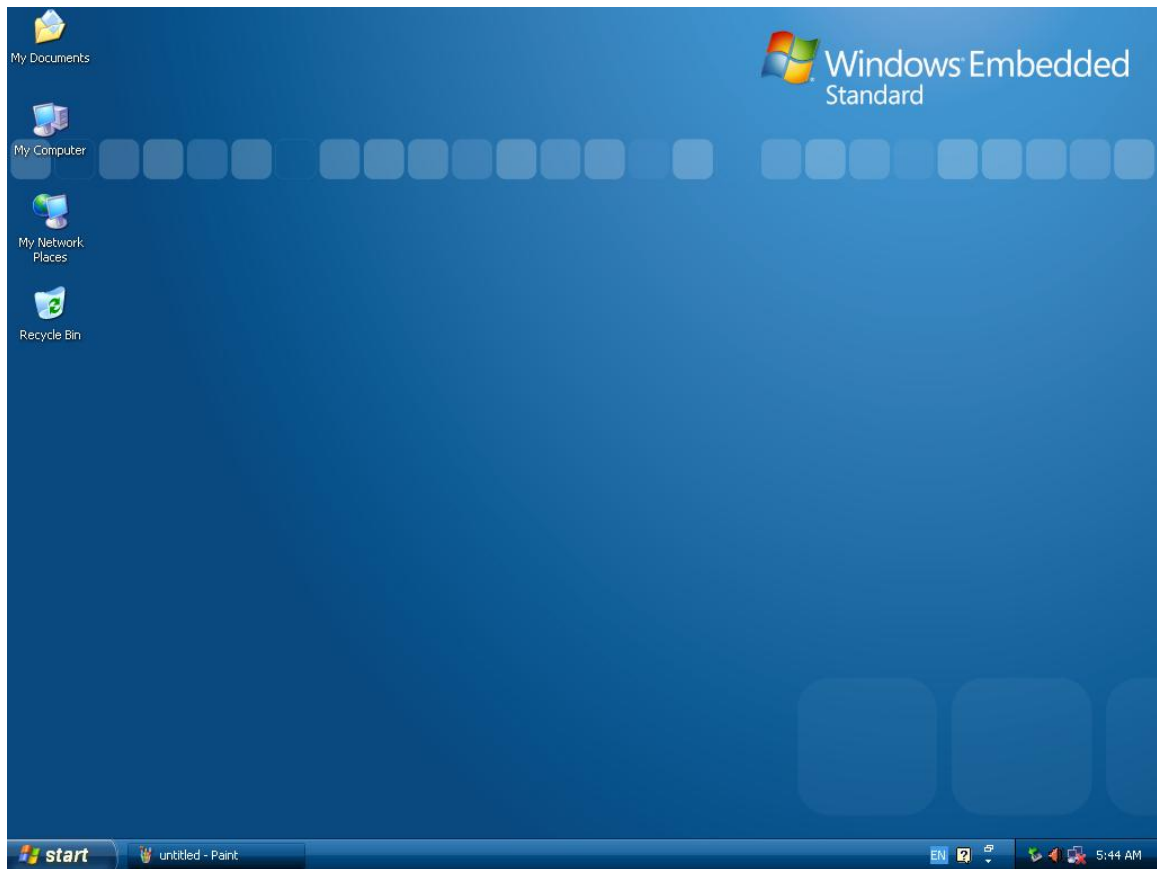 My Documents
Windows Embedded
Standard
My Computer
My Network
Places
Recycle Bin
start
untitled - Paint
EN
5:44 AM